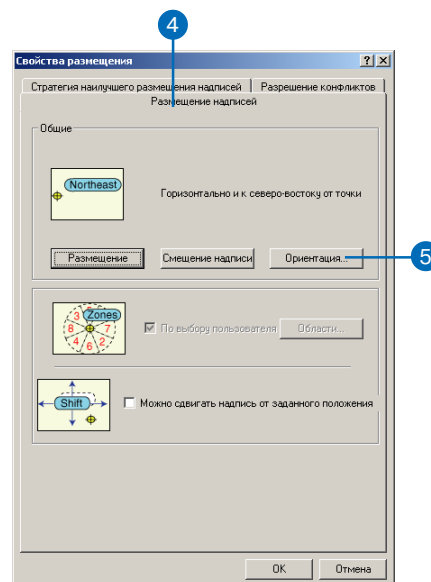 4
Свойства размещения
Стратегия наилучшего размещения надписей
Разрешение конфликтов
Размещение надписей
Общие
Northeast
Горизонтально и к северо-востоку от точки
Размещение
Смещение надписи
Ориентация...
5
Zones
3
8
7
4
6
2
По выбору пользователя
Области...
Shift
Можно сдвигать надпись от заданного положения
OK
Отмена